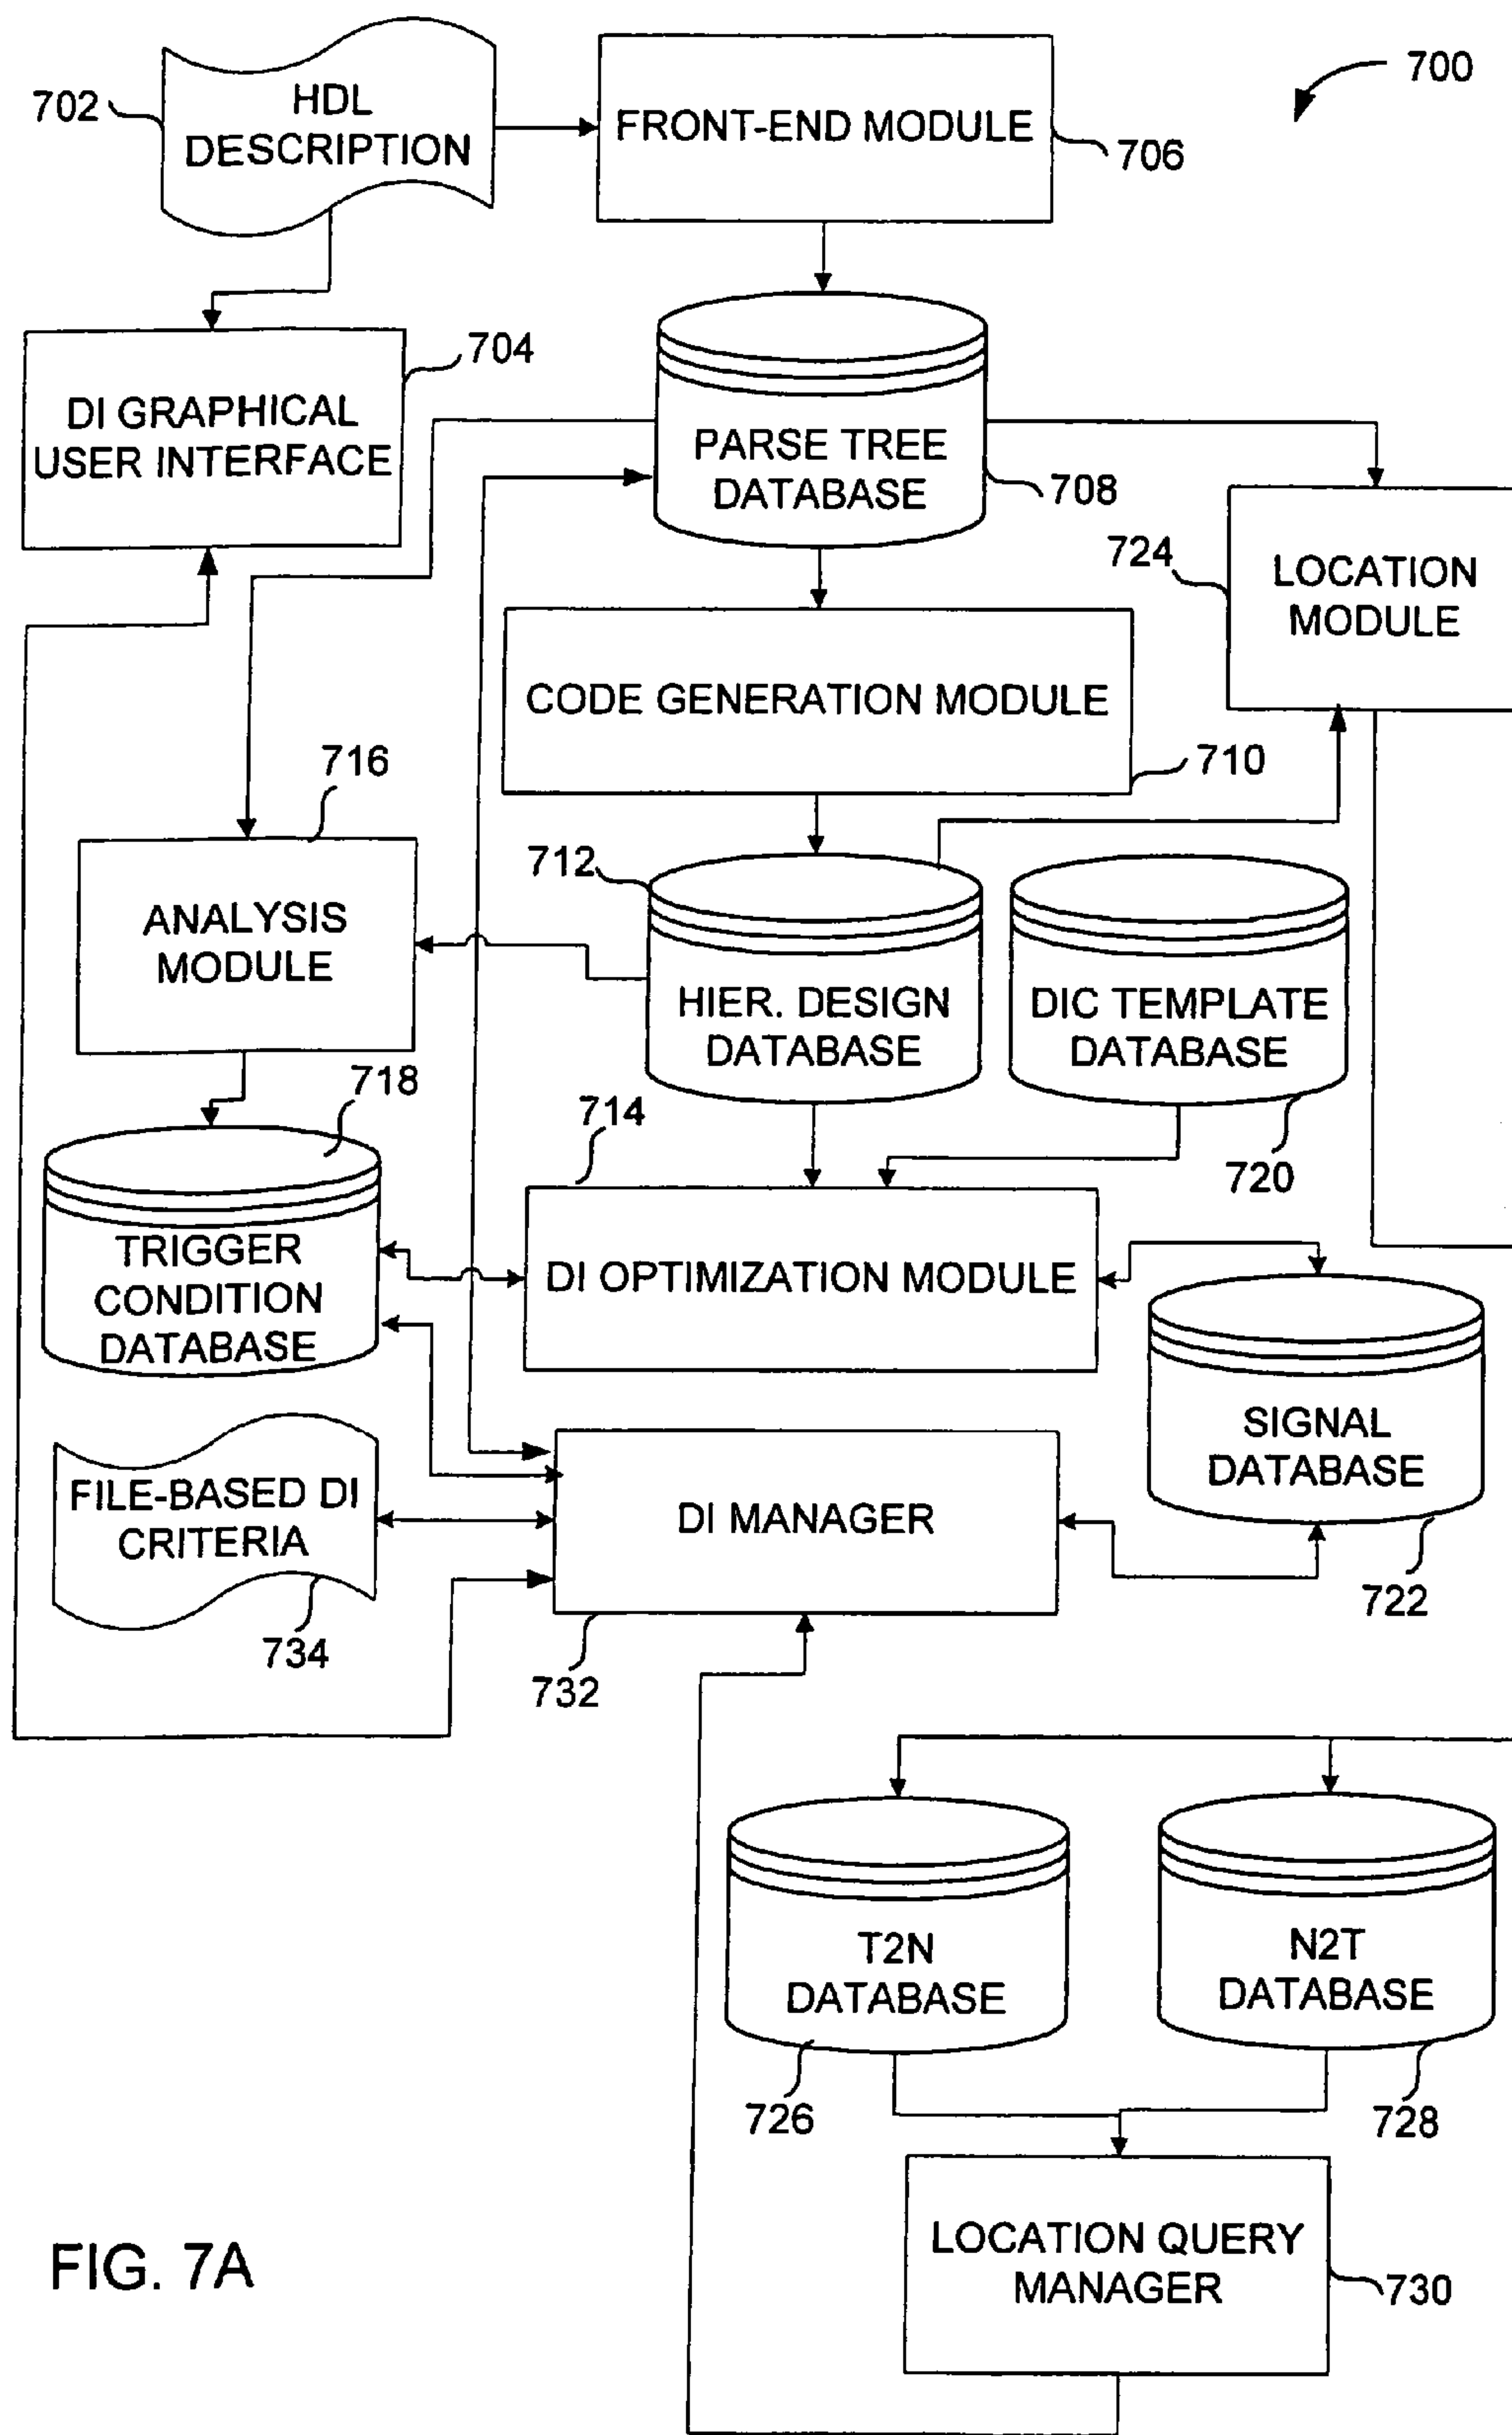 700
702
HDL
DESCRIPTION
FRONT-END MODULE
706
704
DI GRAPHICAL
USER INTERFACE
PARSE TREE
DATABASE
708
724
LOCATION
MODULE
CODE GENERATION MODULE
710
716
ANALYSIS
MODULE
712
HIER. DESIGN
DATABASE
DIC TEMPLATE
DATABASE
720
718
714
TRIGGER
CONDITION
DATABASE
DI OPTIMIZATION MODULE
SIGNAL
DATABASE
722
FILE-BASED DI
CRITERIA
734
DI MANAGER
732
T2N
DATABASE
726
N2T
DATABASE
728
LOCATION QUERY
MANAGER
730
FIG. 7A